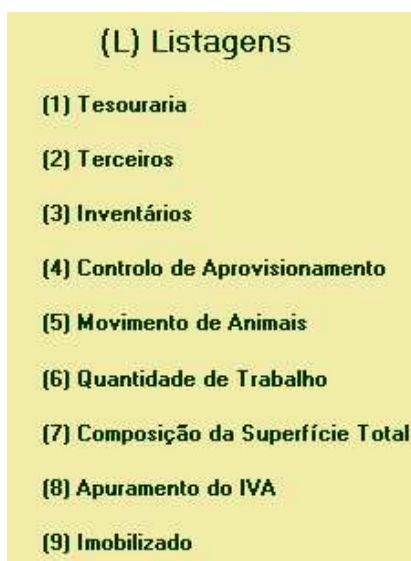 (L) Listagens
(1) Tesouraria
(2) Terceiros
(3) Inventários
(4) Controlo de Aprovisionamento
(5) Movimento de Animais
(6) Quantidade de Trabalho
(7) Composição da Superfície Total
(8) Apuramento do IVA
(9) Imobilizado